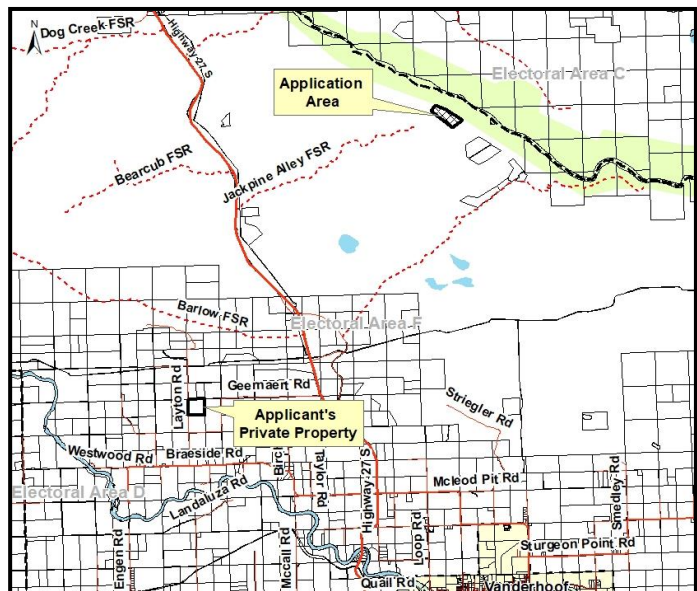 Dog Creek FSR
N
Highway 27 S
Electoral Area C
Application
Area
Bearcub FSR
Jackpine Alley FSR
Barlow FSR
Electoral Area F
Geernaert Rd
Layton Rd
Striegler Rd
Applicant's
Private Property
Westwood Rd
Braeside Rd
Birch
Taylor Rd
Highway 27 S
Mcleod Pit Rd
Smedley Rd
Electoral Area D
Landaluza Rd
Engen Rd
Mccall Rd
Loop Rd
Sturgeon Point Rd
Quail Rd
Vanderhoof